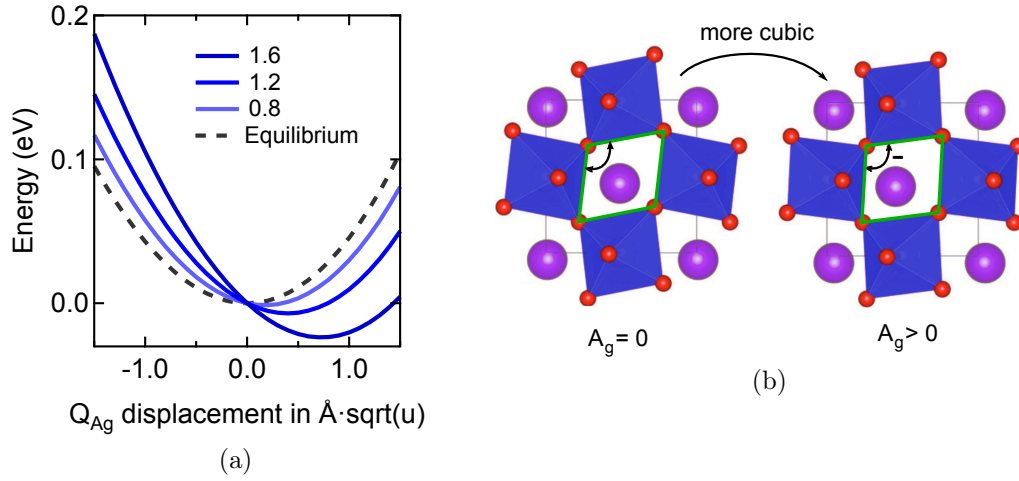 0.2
0.1
0.0
Energy (eV)
1.6
1.2
0.8
Equilibrium
-1.0
0.0
1.0
Q_Ag displacement in Å·sqrt(u)
(a)
more cubic
-
A_g = 0
A_g > 0
(b)